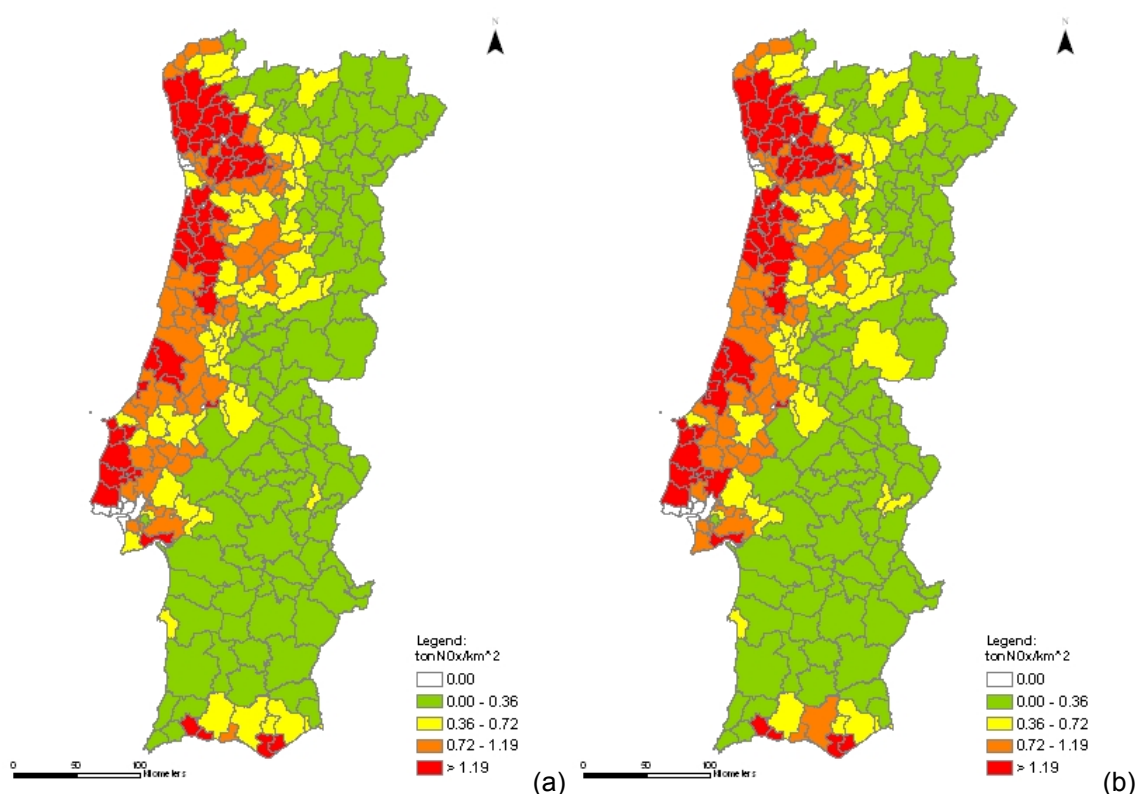 N
N
Legend:
tonNOx/km^2
0.00
0.00 - 0.36
0.36 - 0.72
0.72 - 1.19
> 1.19
0 50 100
Kilometers
(a)
Legend:
tonNOx/km^2
0.00
0.00 - 0.36
0.36 - 0.72
0.72 - 1.19
> 1.19
0 50 100
Kilometers
(b)